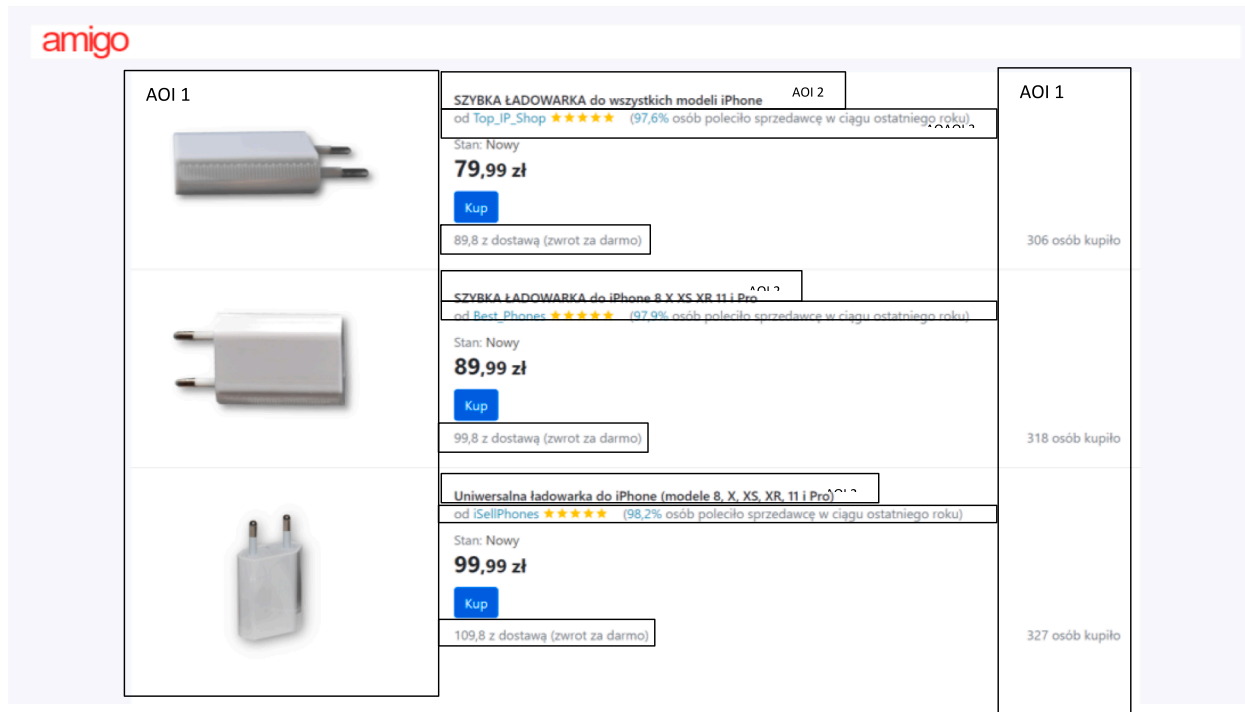 amigo
AOI 1
AOI 2
AOI 1
SZYBKA ŁADOWARKA do wszystkich modeli iPhone
od Top_IP_Shop ★★★★★ (97,6% osób poleciło sprzedawcę w ciągu ostatniego roku)
Stan: Nowy
79,99 zł
Kup
89,8 z dostawą (zwrot za darmo)
306 osób kupiło
SZYBKA ŁADOWARKA do iPhone 8 X XS XR 11 i Pro
od Best_Phones ★★★★★ (97,9% osób poleciło sprzedawcę w ciągu ostatniego roku)
Stan: Nowy
89,99 zł
Kup
99,8 z dostawą (zwrot za darmo)
318 osób kupiło
Uniwersalna ładowarka do iPhone (modele 8, X, XS, XR, 11 i Pro)
od iSellPhones ★★★★★ (98,2% osób poleciło sprzedawcę w ciągu ostatniego roku)
Stan: Nowy
99,99 zł
Kup
109,8 z dostawą (zwrot za darmo)
327 osób kupiło